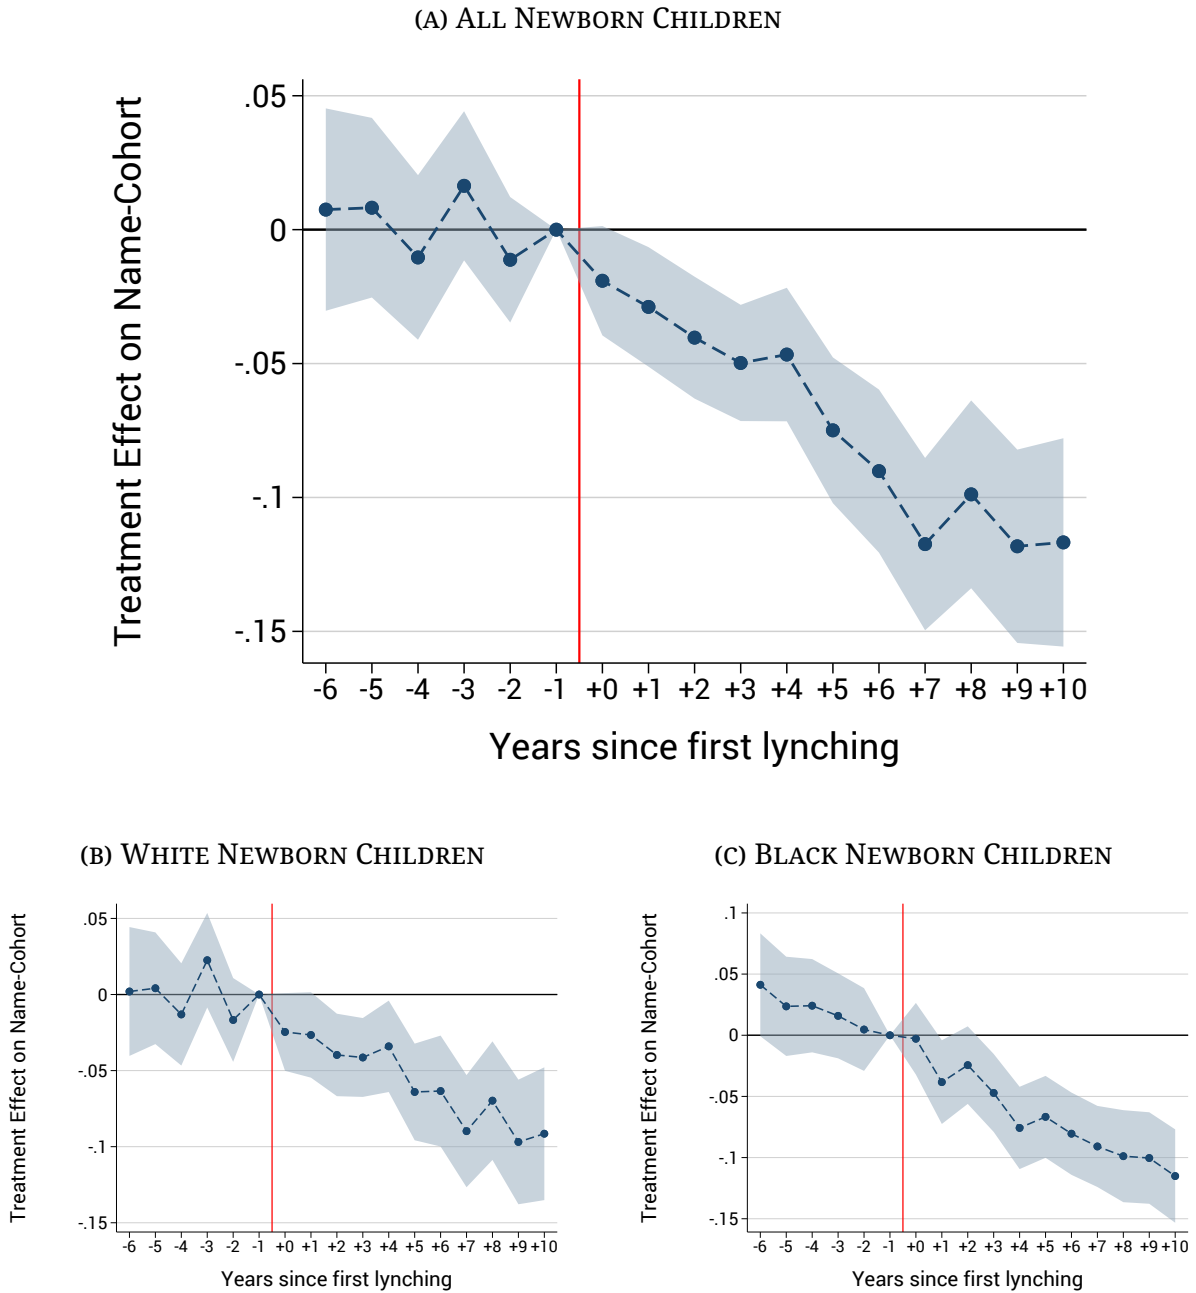 (A) ALL NEWBORN CHILDREN
Treatment Effect on Name-Cohort
.05
0
-.05
-.1
-.15
-6 -5 -4 -3 -2 -1 +0 +1 +2 +3 +4 +5 +6 +7 +8 +9 +10
Years since first lynching
(B) WHITE NEWBORN CHILDREN
Treatment Effect on Name-Cohort
.05
0
-.05
-.1
-.15
-6 -5 -4 -3 -2 -1 +0 +1 +2 +3 +4 +5 +6 +7 +8 +9 +10
Years since first lynching
(C) BLACK NEWBORN CHILDREN
Treatment Effect on Name-Cohort
.1
.05
0
-.05
-.1
-.15
-6 -5 -4 -3 -2 -1 +0 +1 +2 +3 +4 +5 +6 +7 +8 +9 +10
Years since first lynching